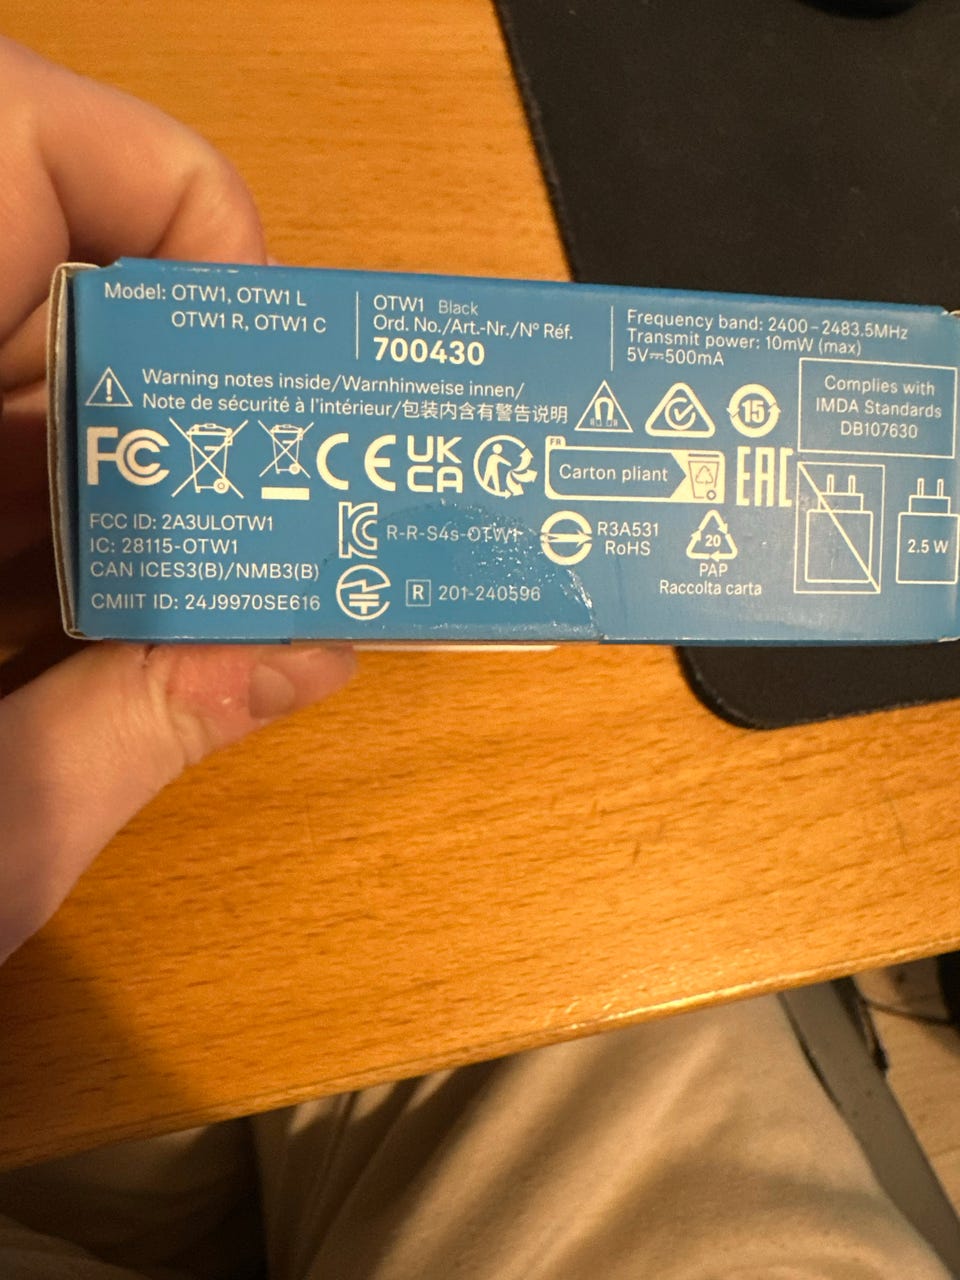 Model: OTW1, OTW1 L
OTW1 R, OTW1 C
OTW1 Black
Ord. No./Art.-Nr./N° Réf.
700430
Frequency band: 2400–2483.5MHz
Transmit power: 10mW (max)
5V⎓500mA
Warning notes inside/Warnhinweise innen/
Note de sécurité à l'intérieur/包装内含有警告说明
15
Complies with
IMDA Standards
DB107630
FC
CE
UK
CA
FR
Carton pliant
EAC
FCC ID: 2A3ULOTW1
IC: 28115-OTW1
CAN ICES3(B)/NMB3(B)
CMIIT ID: 24J9970SE616
R-R-S4s-OTW1
R 201-240596
R3A531
RoHS
20
PAP
Raccolta carta
2.5 W